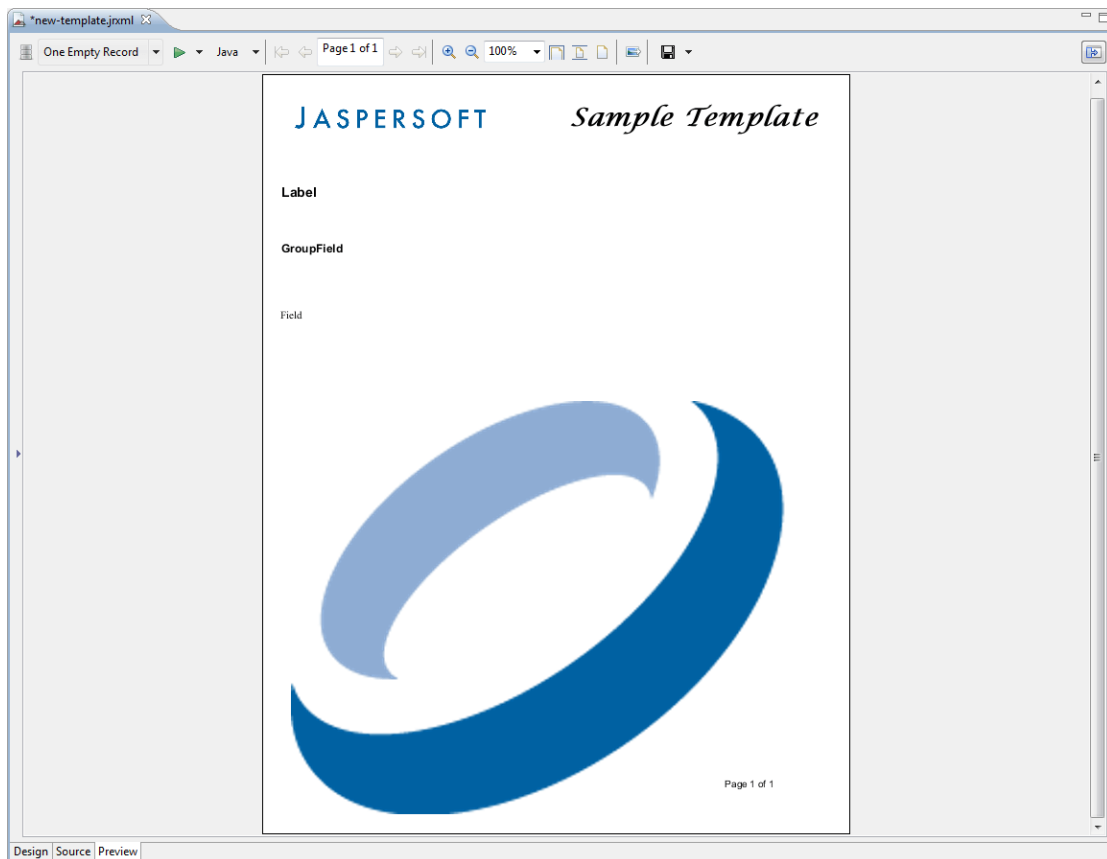 *new-template.jrxml
One Empty Record Java Page 1 of 1 100%
JASPERSOFT Sample Template
Label
GroupField
Field
Page 1 of 1
Design Source Preview